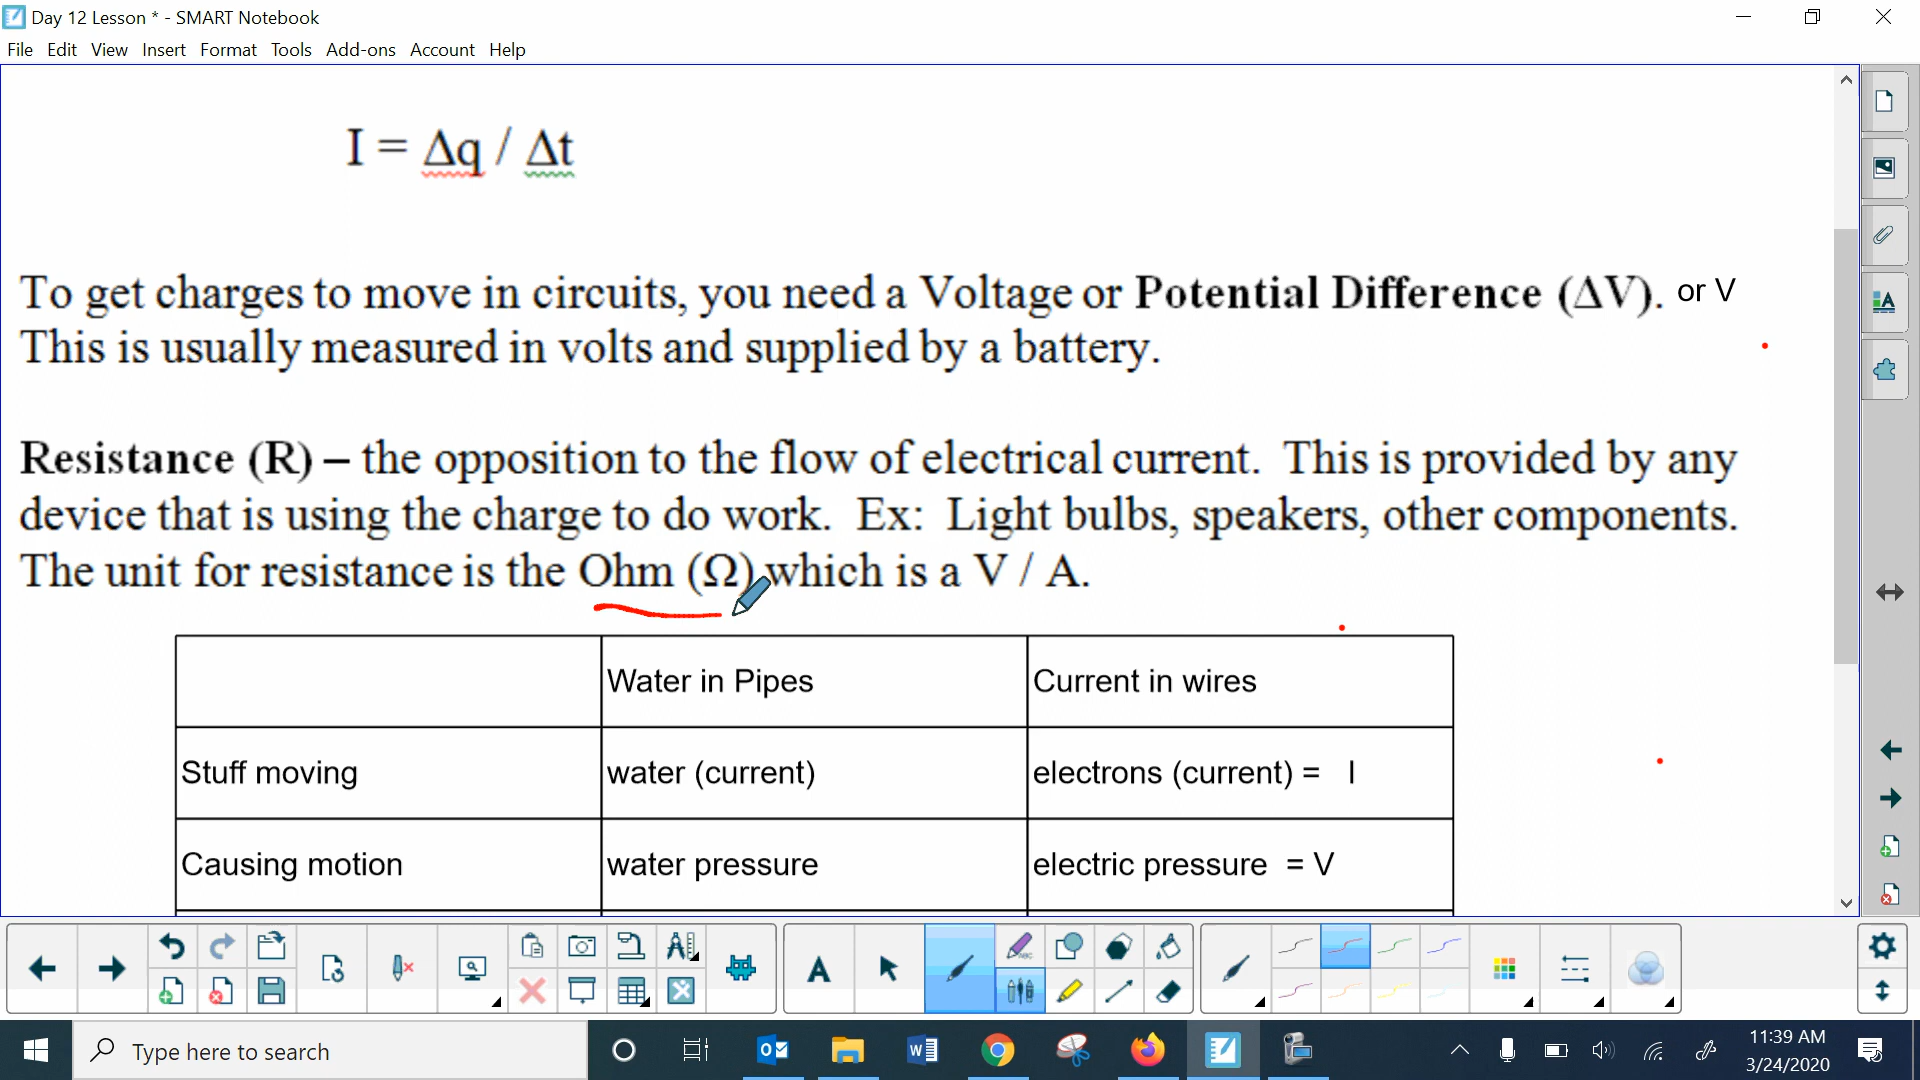 Day 12 Lesson * - SMART Notebook
File Edit View Insert Format Tools Add-ons Account Help
I = Δq / Δt
To get charges to move in circuits, you need a Voltage or Potential Difference (ΔV). or V
This is usually measured in volts and supplied by a battery.
Resistance (R) – the opposition to the flow of electrical current. This is provided by any
device that is using the charge to do work. Ex: Light bulbs, speakers, other components.
The unit for resistance is the Ohm (Ω) which is a V / A.
Water in Pipes Current in wires
Stuff moving water (current) electrons (current) = I
Causing motion water pressure electric pressure = V
Type here to search
11:39 AM
3/24/2020